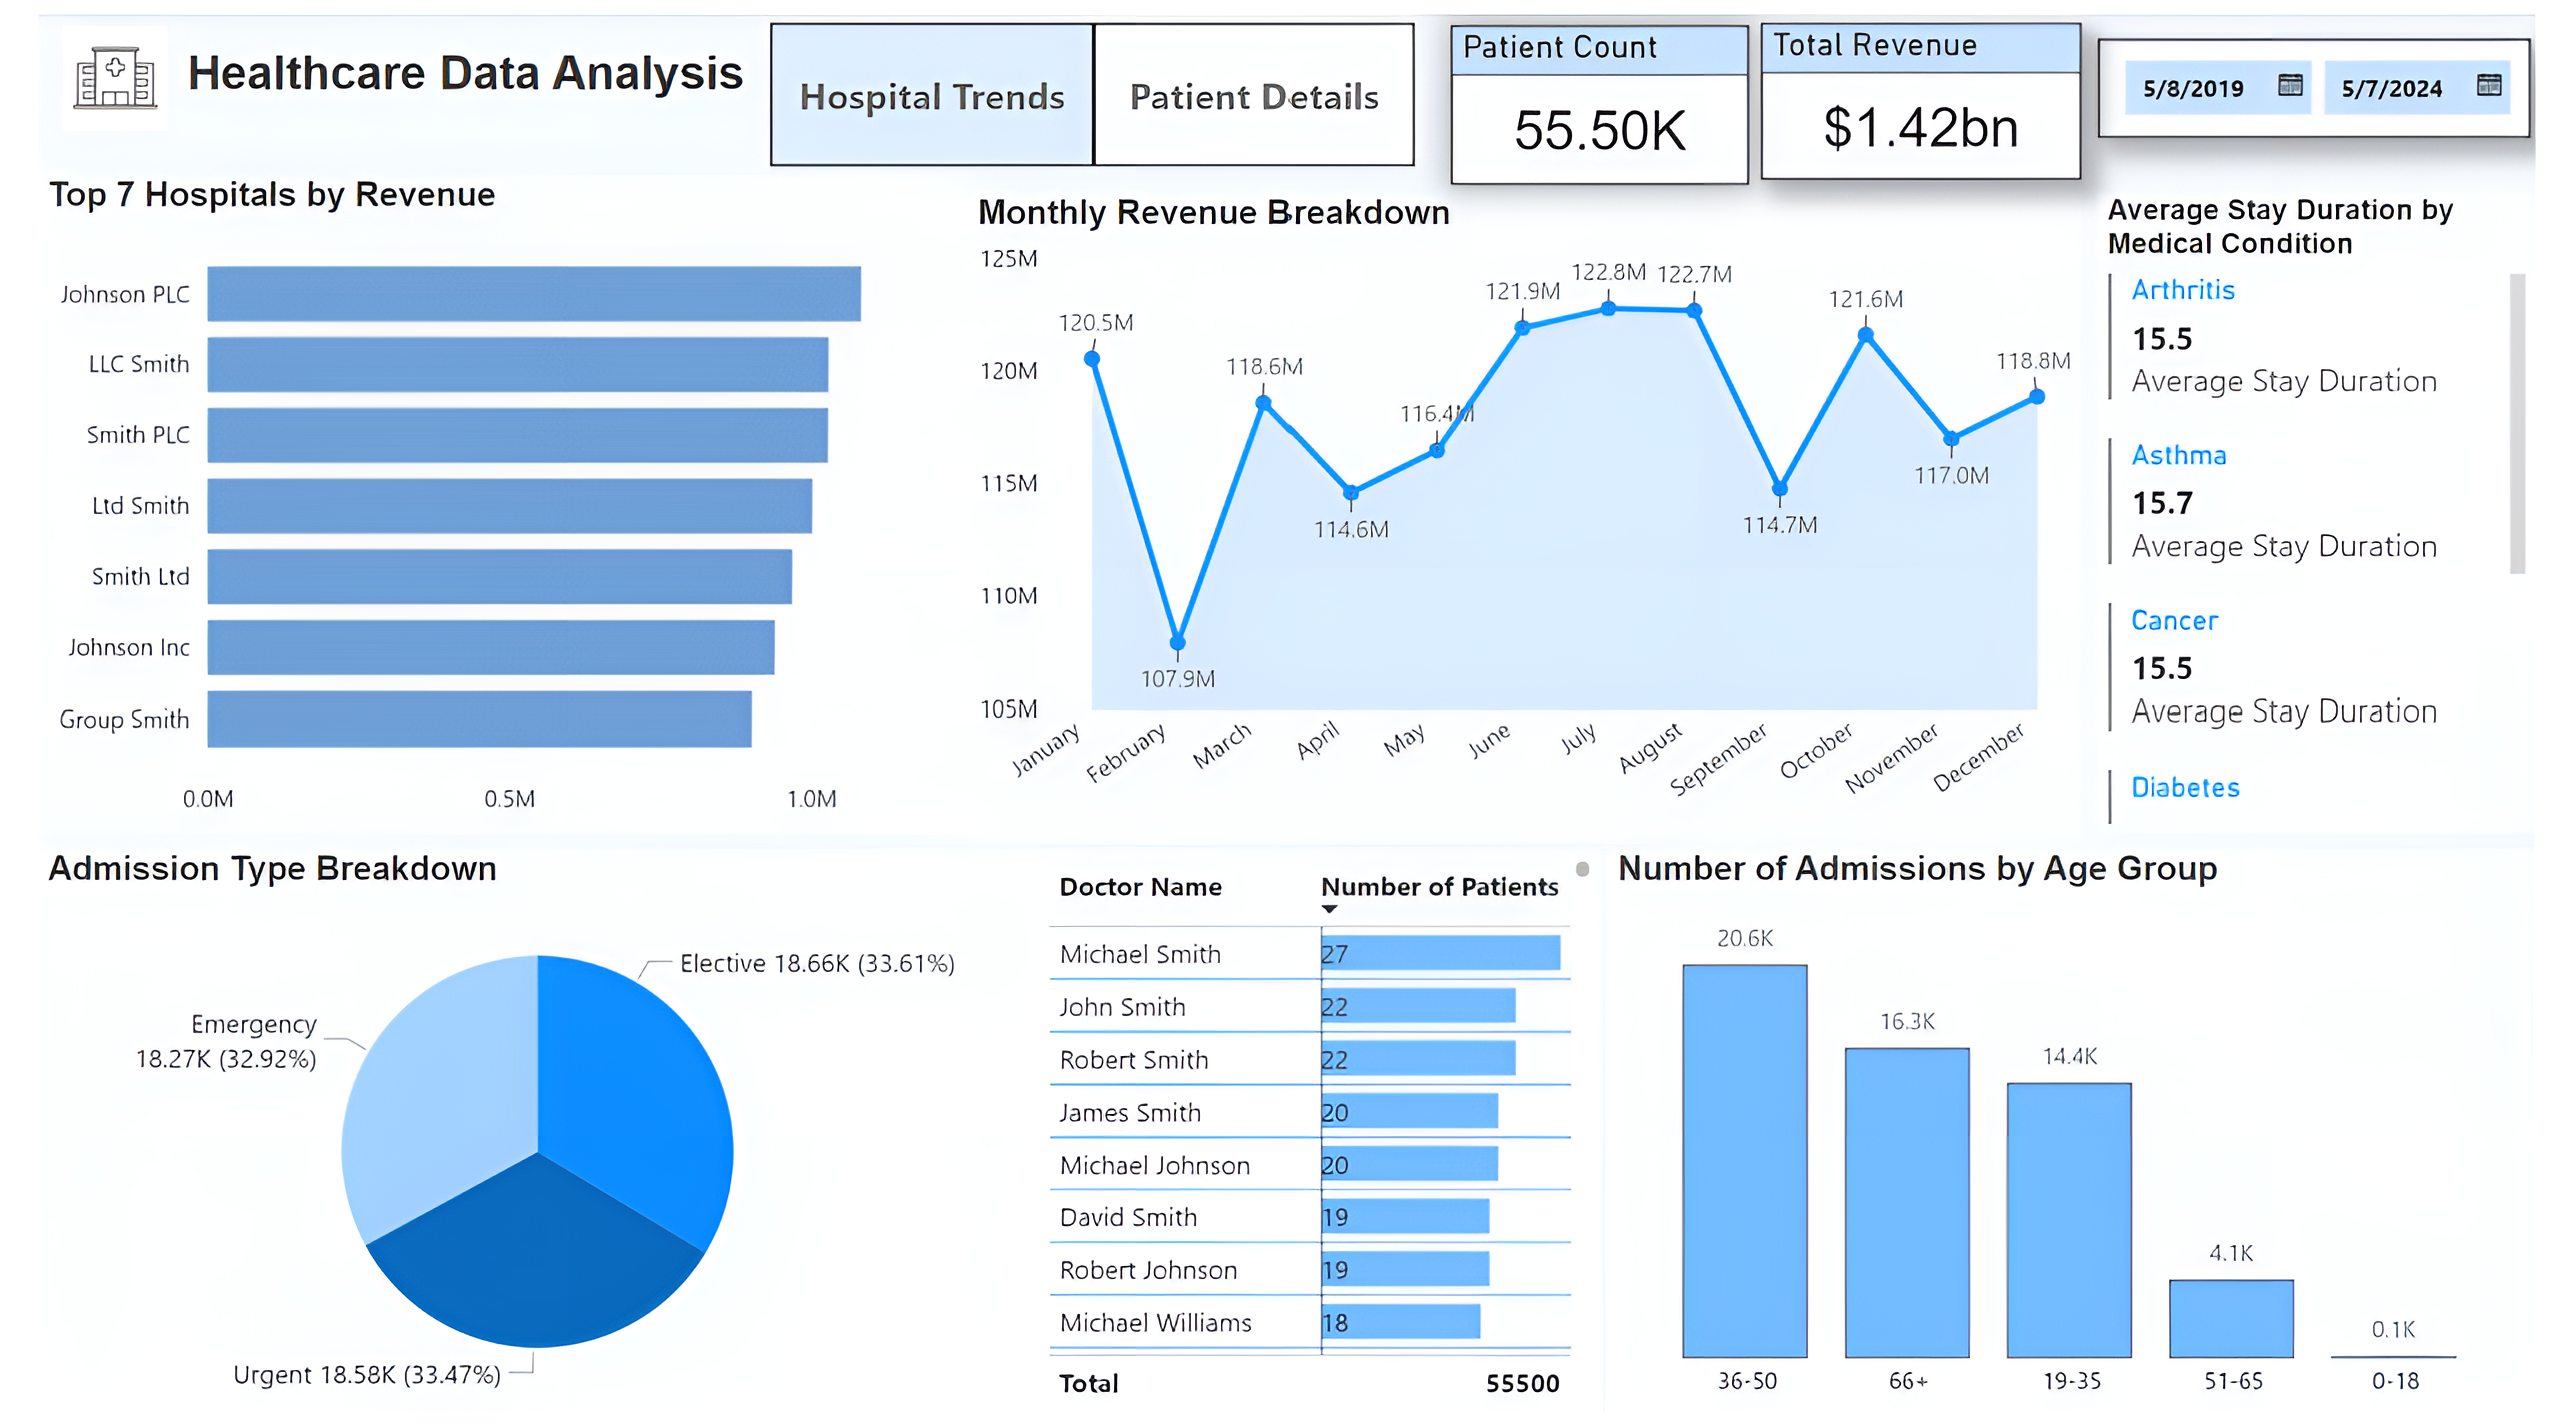 Healthcare Data Analysis
Hospital Trends
Patient Details
Patient Count
55.50K
Total Revenue
$1.42bn
5/8/2019
5/7/2024
Top 7 Hospitals by Revenue
Johnson PLC
LLC Smith
Smith PLC
Ltd Smith
Smith Ltd
Johnson Inc
Group Smith
0.0M
0.5M
1.0M
Monthly Revenue Breakdown
125M
120M
115M
110M
105M
120.5M
107.9M
118.6M
114.6M
116.4M
121.9M
122.8M
122.7M
114.7M
121.6M
117.0M
118.8M
January
February
March
April
May
June
July
August
September
October
November
December
Average Stay Duration by
Medical Condition
Arthritis
15.5
Average Stay Duration
Asthma
15.7
Average Stay Duration
Cancer
15.5
Average Stay Duration
Diabetes
Admission Type Breakdown
Elective 18.66K (33.61%)
Emergency
18.27K (32.92%)
Urgent 18.58K (33.47%)
Doctor Name Number of Patients
Michael Smith 27
John Smith 22
Robert Smith 22
James Smith 20
Michael Johnson 20
David Smith 19
Robert Johnson 19
Michael Williams 18
Total 55500
Number of Admissions by Age Group
20.6K
16.3K
14.4K
4.1K
0.1K
36-50
66+
19-35
51-65
0-18